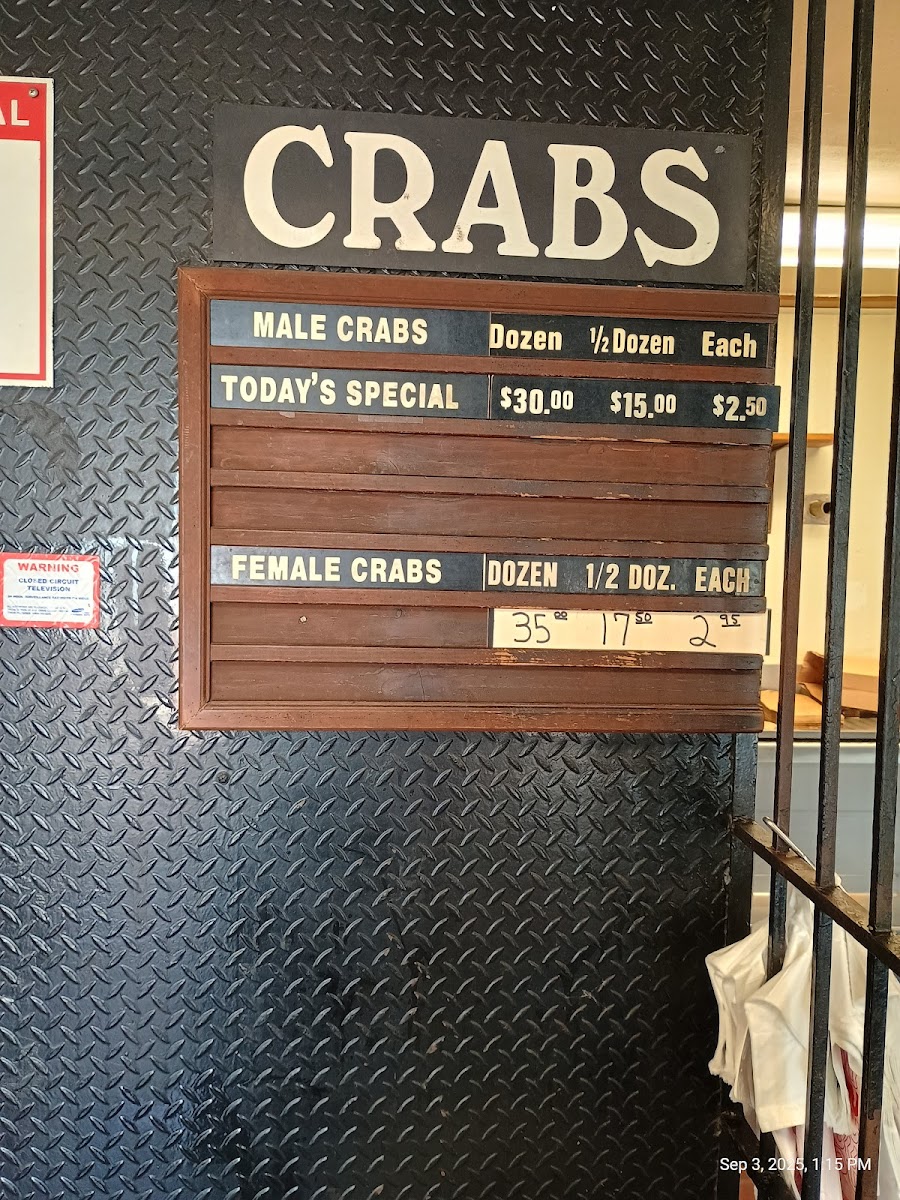 AL
CRABS
MALE CRABS Dozen 1/2 Dozen Each
TODAY'S SPECIAL $30.00 $15.00 $2.50
FEMALE CRABS DOZEN 1/2 DOZ. EACH
35 00 17 50 2 95
WARNING
CLOSED CIRCUIT
TELEVISION
Sep 3, 2025, 1:15 PM